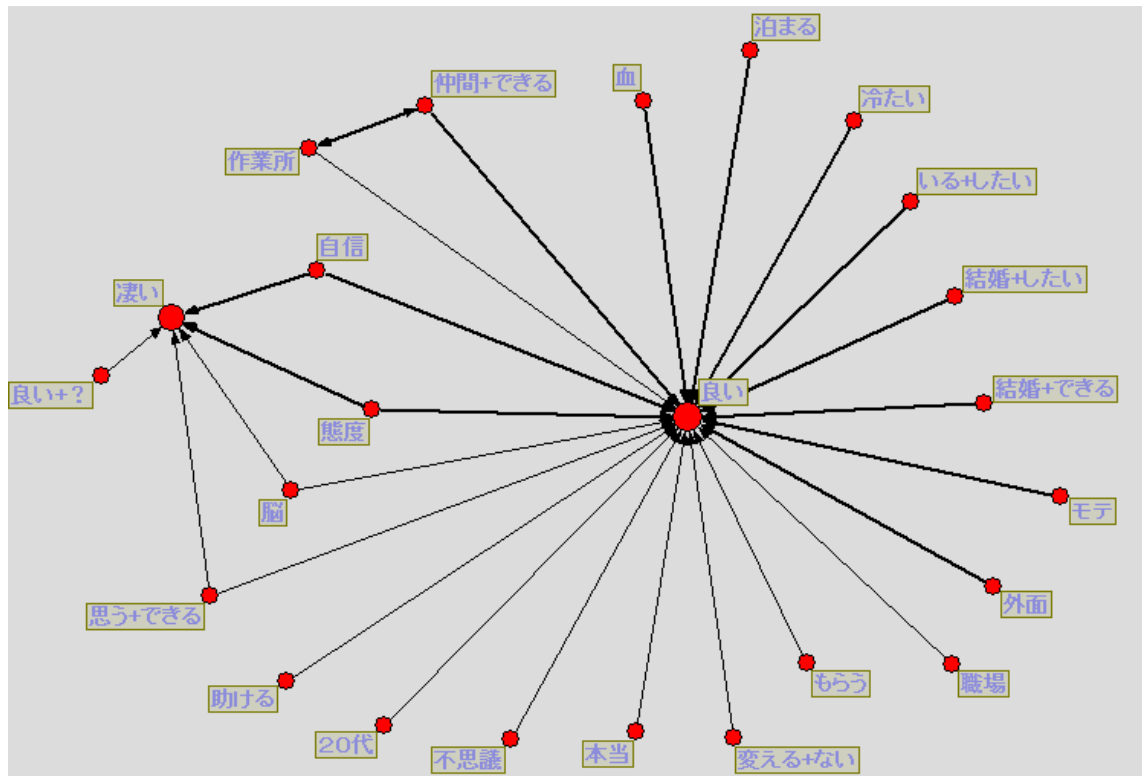 泊まる
血
仲間+できる
冷たい
作業所
いる+したい
自信
結婚+したい
凄い
良い+?
良い
結婚+できる
態度
モテ
脳
外面
思う+できる
助ける
もらう
職場
20代
不思議
本当
変える+ない